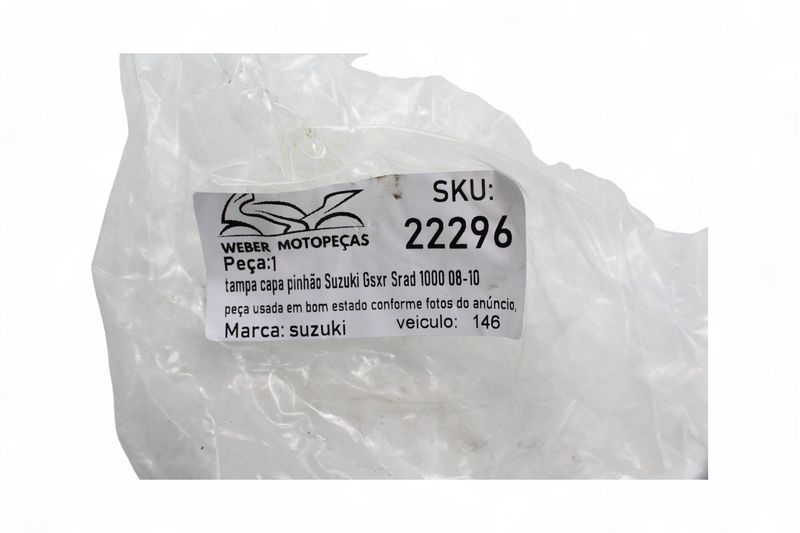 SKU:
22296
WEBER MOTOPEÇAS
Peça:1
tampa capa pinhão Suzuki Gsxr Srad 1000 08-10
peça usada em bom estado conforme fotos do anúncio,
Marca: suzuki veiculo: 146